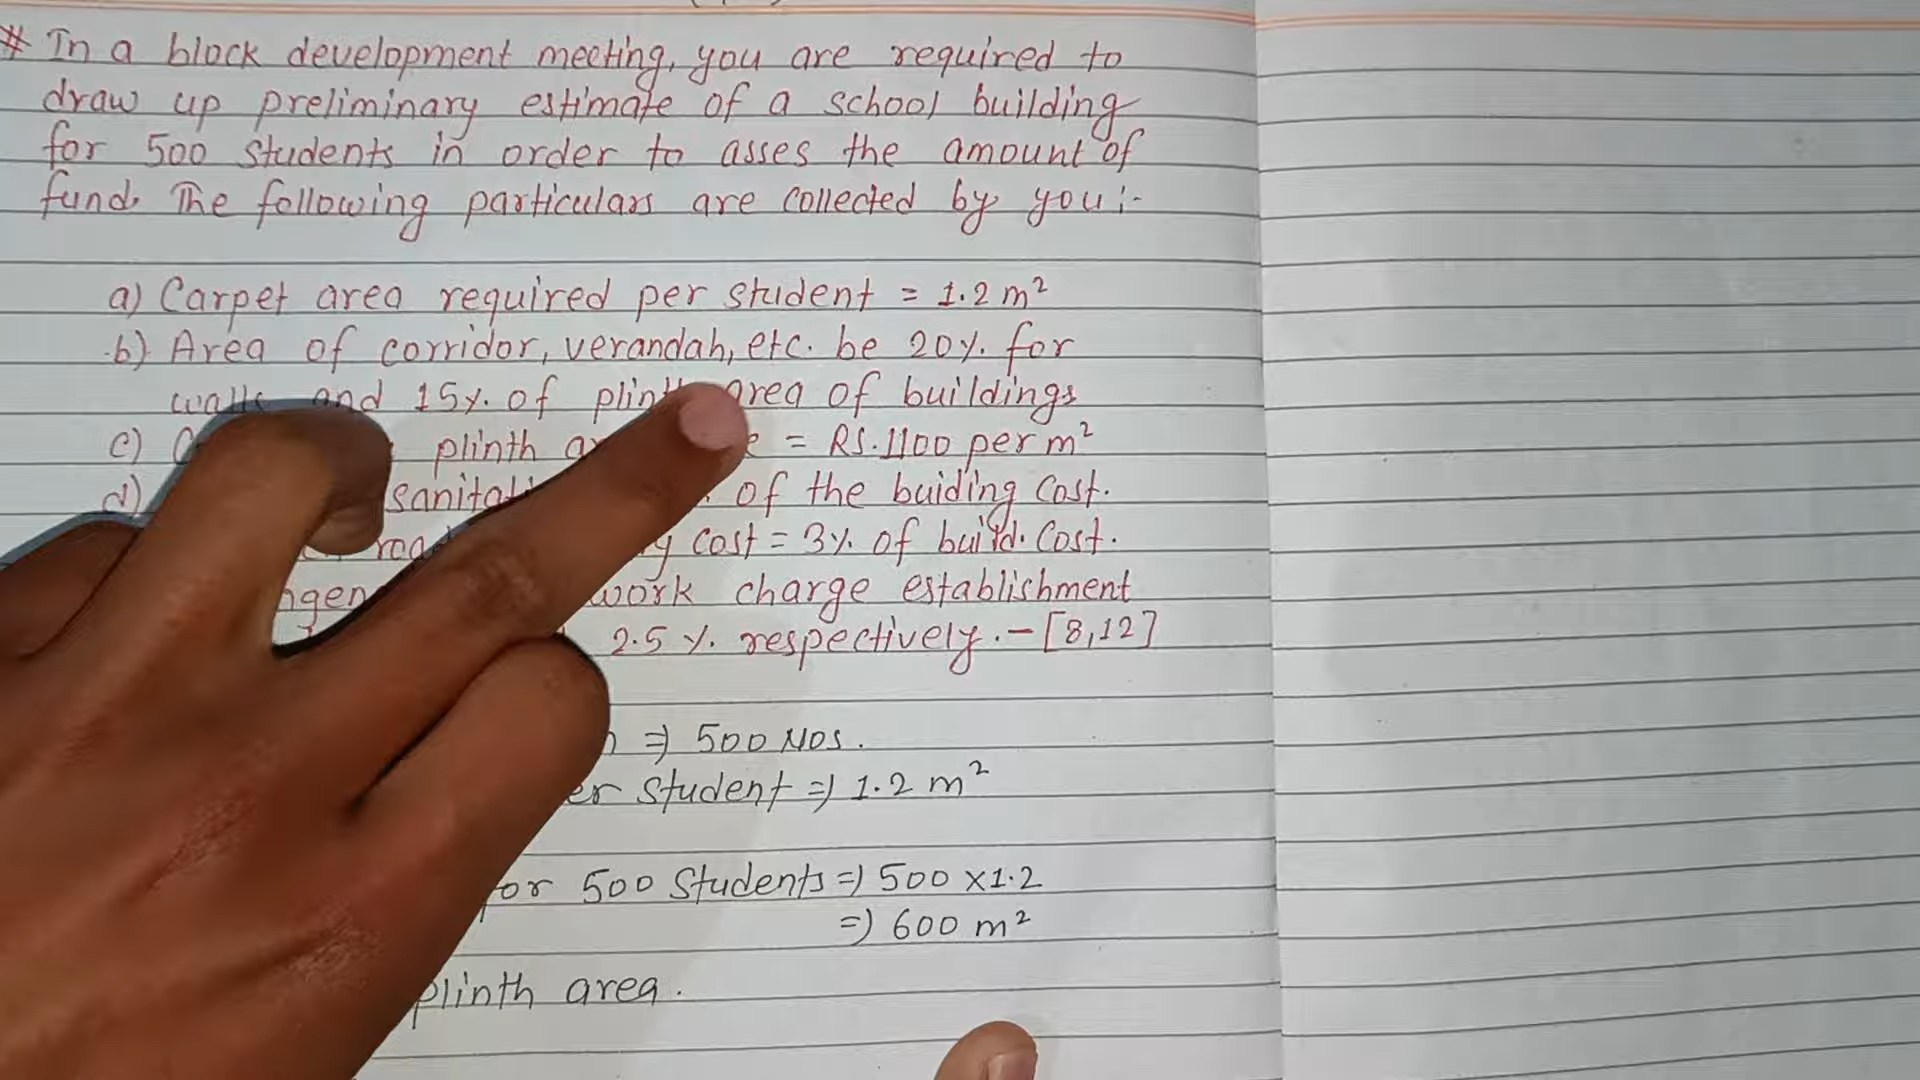 # In a block development meeting, you are required to
draw up preliminary estimate of a school building
for 500 students in order to asses the amount of
fund. The following particulars are collected by you:-
a) Carpet area required per student = 1.2 m²
b) Area of corridor, verandah, etc. be 20%. for
walls and 15%. of plinth area of buildings
c) plinth = RS.1100 per m²
d) of the buiding cost.
cost = 3%. of build. cost.
work charge establishment
2.5 %. respectively. - [8,12]
=) 500 NOS.
student =) 1.2 m²
500 Students =) 500 x1.2
=) 600 m²
plinth area.